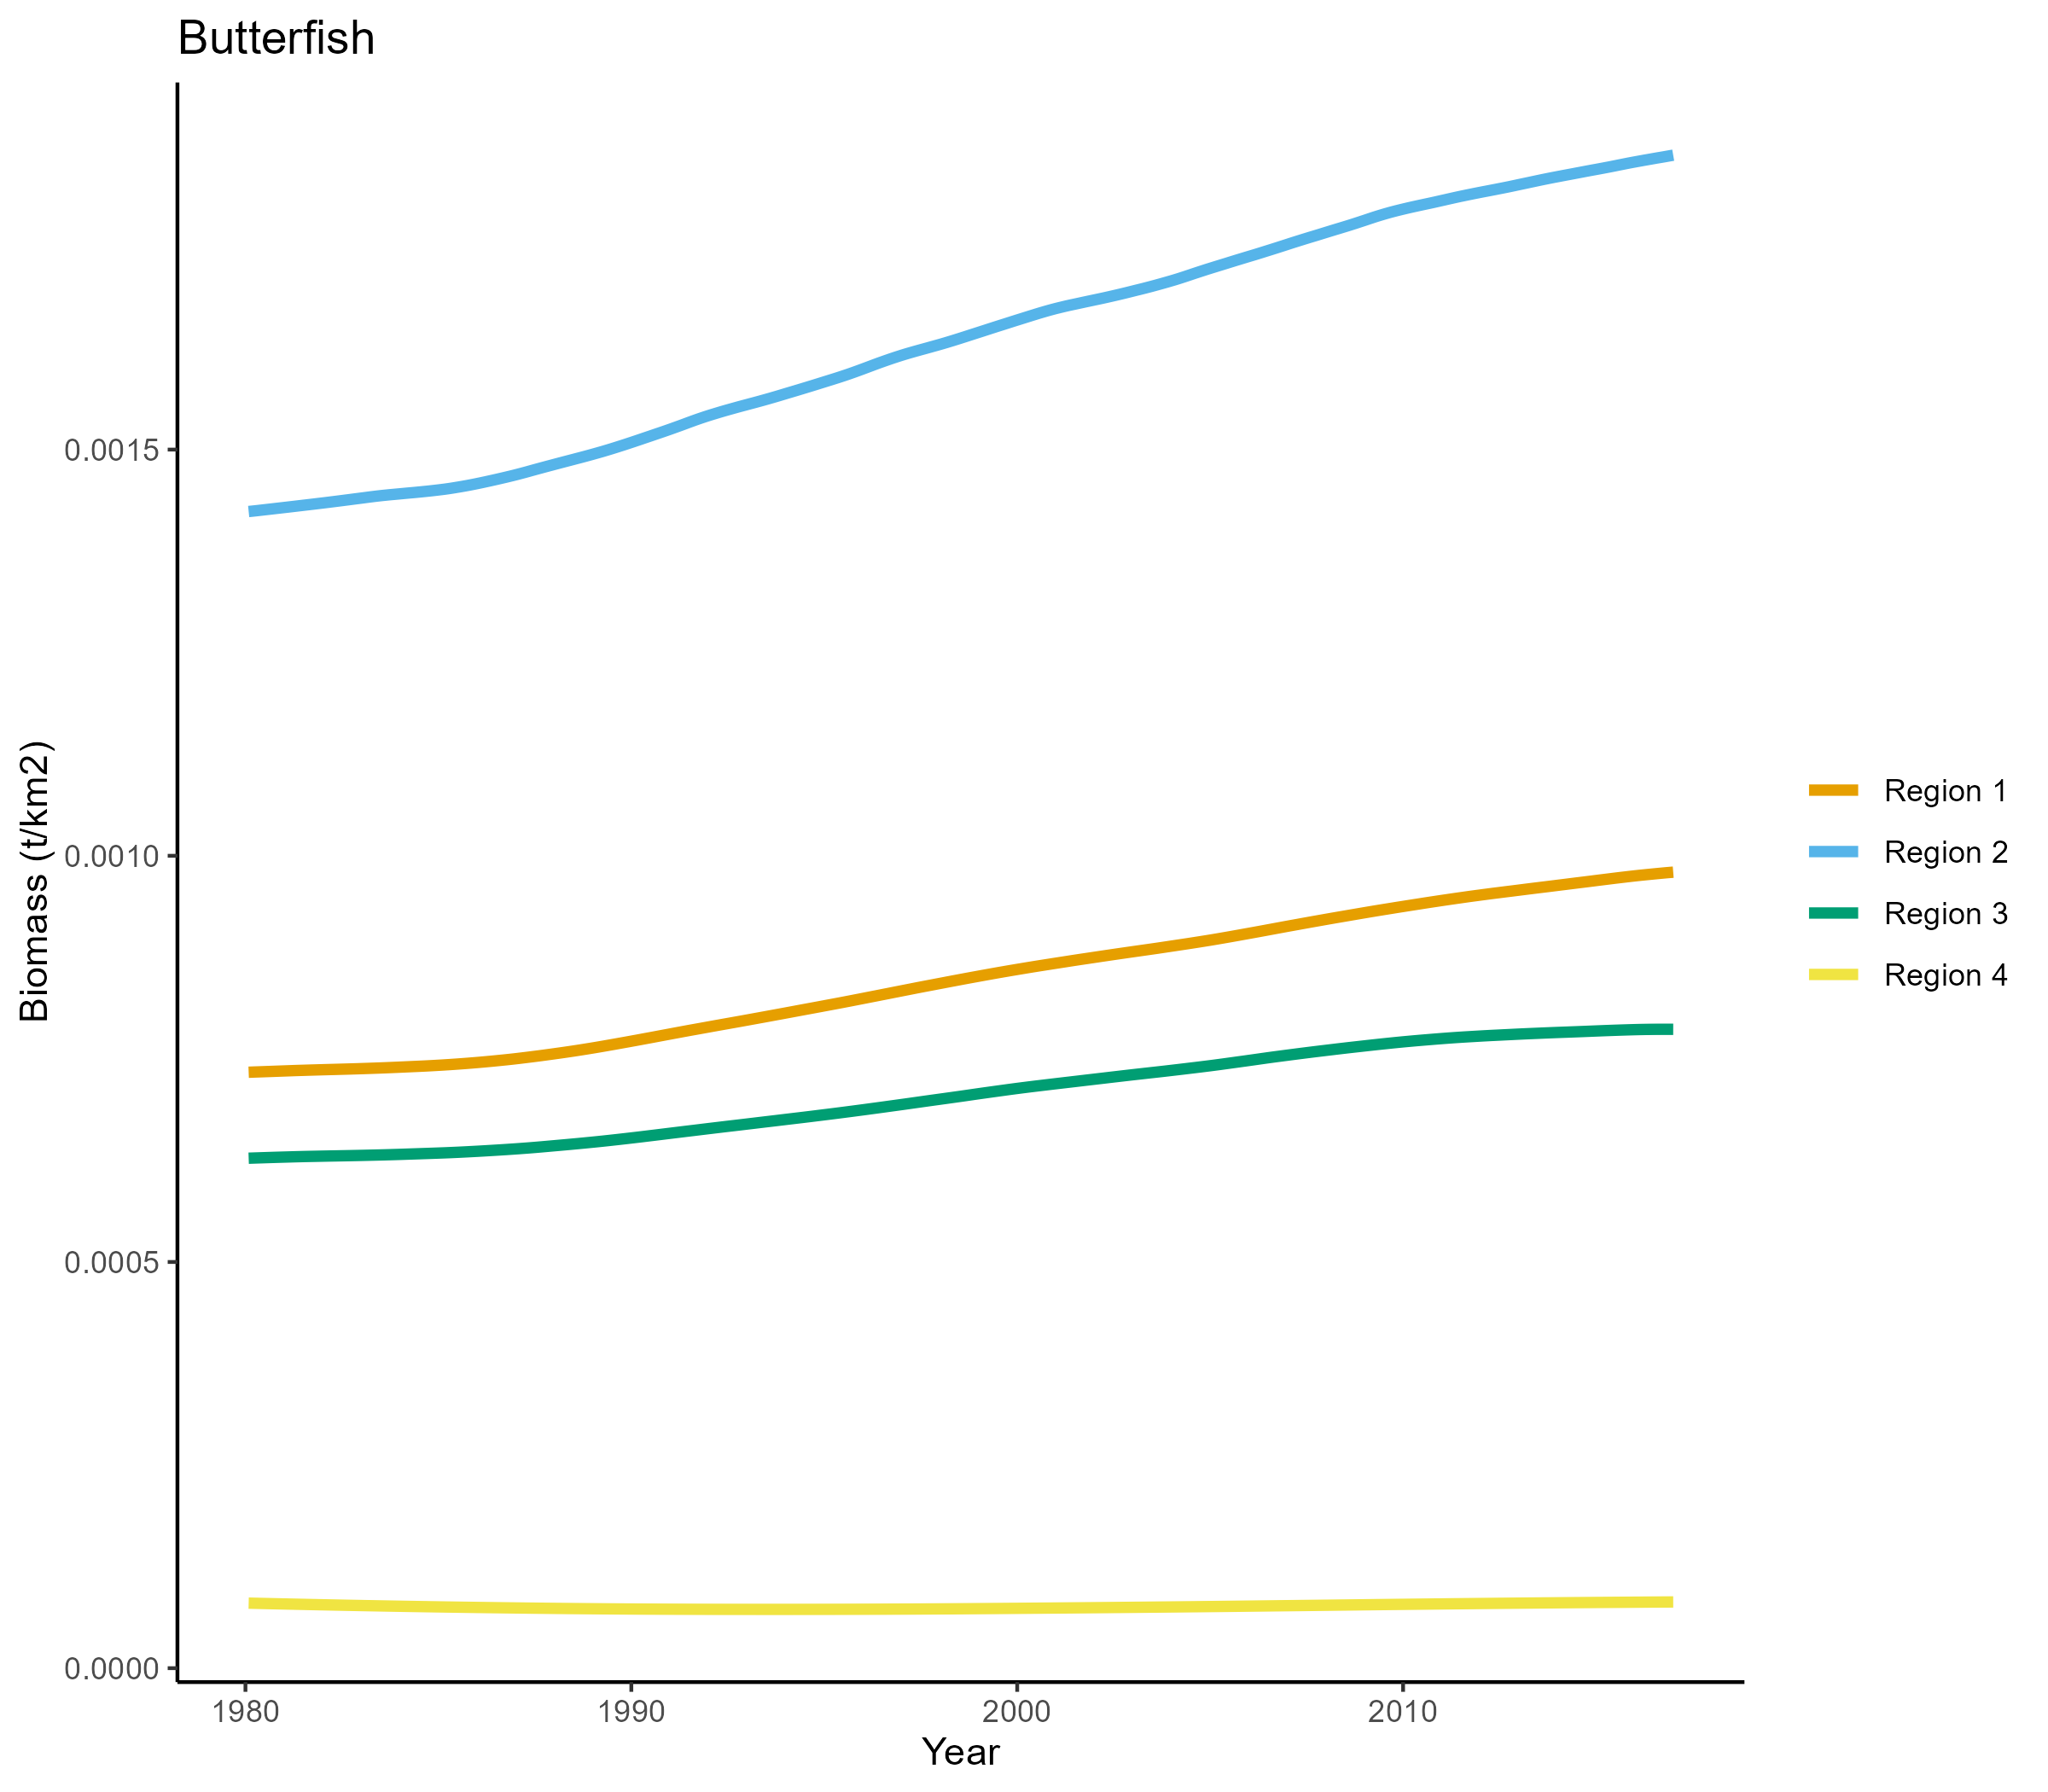 Butterfish
Biomass (t/km2)
0.0015
0.0010
0.0005
0.0000
1980 1990 2000 2010
Year
Region 1
Region 2
Region 3
Region 4